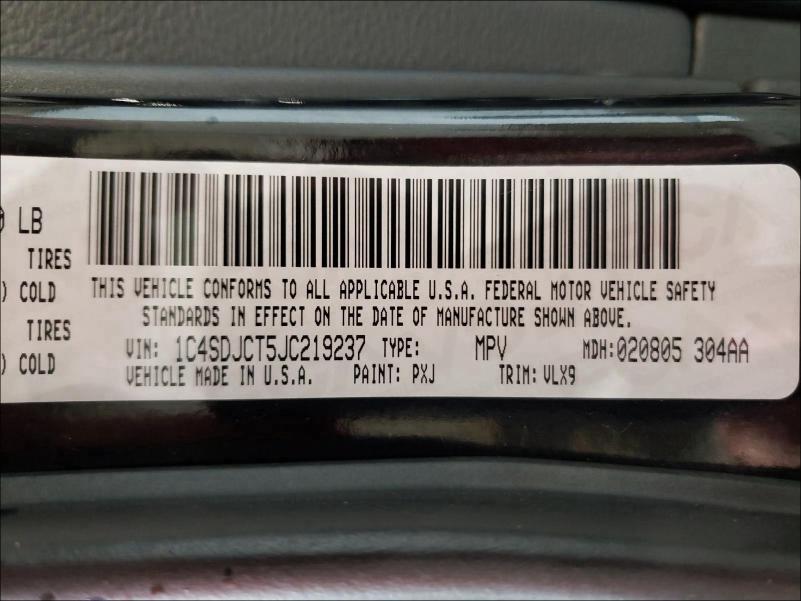 LB
TIRES
) COLD
TIRES
) COLD
THIS VEHICLE CONFORMS TO ALL APPLICABLE U.S.A. FEDERAL MOTOR VEHICLE SAFETY
STANDARDS IN EFFECT ON THE DATE OF MANUFACTURE SHOWN ABOVE.
VIN: 1C4SDJCT5JC219237 TYPE: MPV MDH:020805 304AA
VEHICLE MADE IN U.S.A. PAINT: PXJ TRIM: VLX9